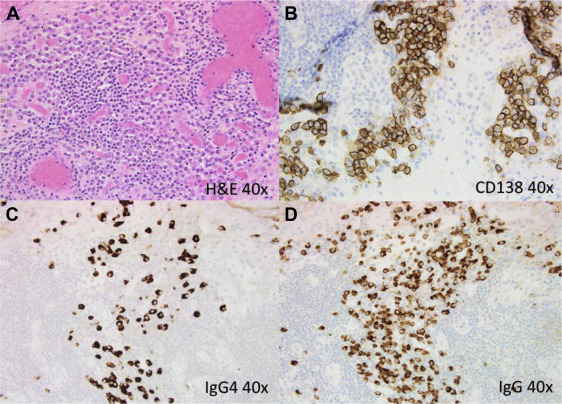 A
H&E 40x
B
CD138 40x
C
IgG4 40x
D
IgG 40x